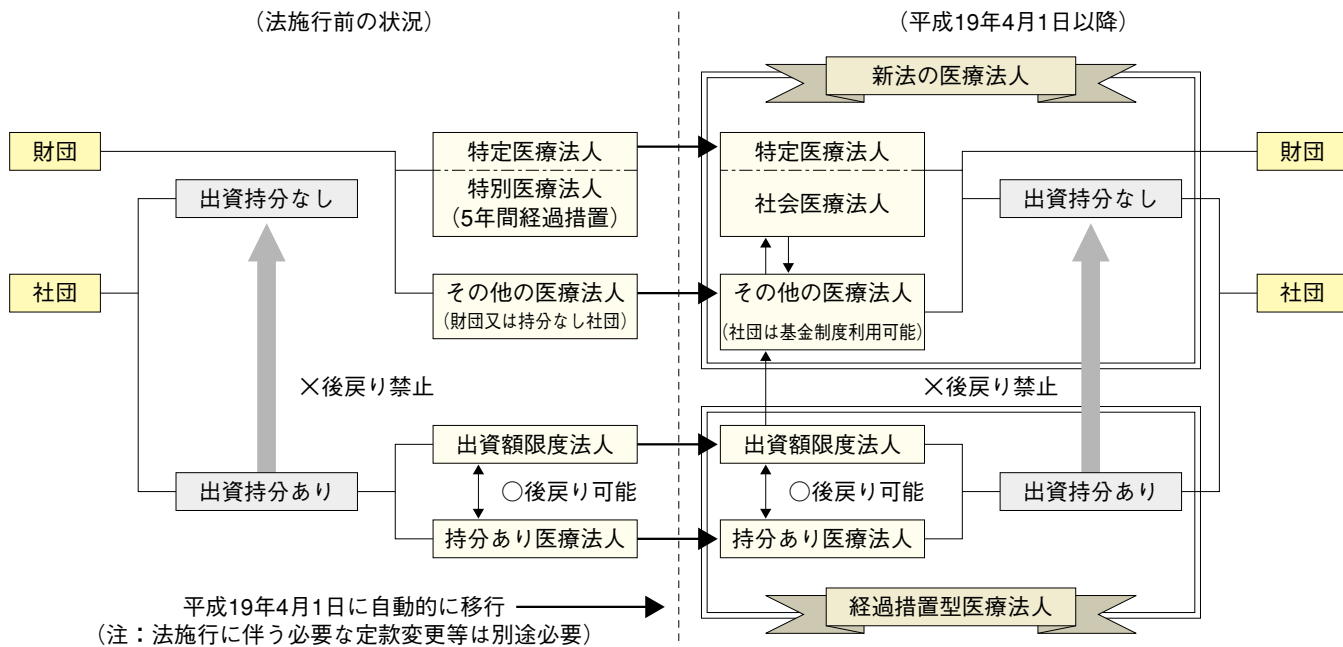 (法施行前の状況)
(平成19年4月1日以降)
新法の医療法人
財団
特定医療法人
特定医療法人
財団
出資持分なし
特別医療法人
(5年間経過措置)
社会医療法人
出資持分なし
社団
その他の医療法人
(財団又は持分なし社団)
その他の医療法人
(社団は基金制度利用可能)
社団
×後戻り禁止
×後戻り禁止
出資額限度法人
出資額限度法人
出資持分あり
○後戻り可能
○後戻り可能
出資持分あり
持分あり医療法人
持分あり医療法人
平成19年4月1日に自動的に移行
(注:法施行に伴う必要な定款変更等は別途必要)
経過措置型医療法人